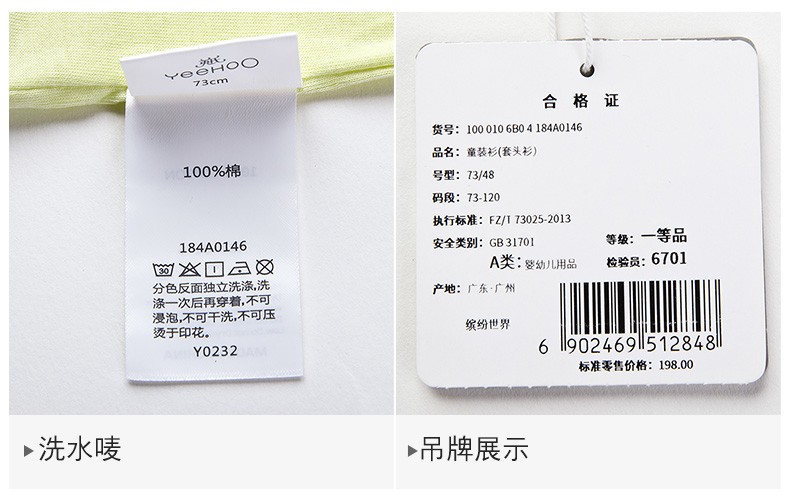 YeeHOO
73cm
100%棉
184A0146
30
分色反面独立洗涤,洗
涤一次后再穿着,不可
浸泡,不可干洗,不可压
烫于印花。
Y0232
合格证
货号：100 010 6B0 4 184A0146
品名：童装衫(套头衫)
号型：73/48
码段：73-120
执行标准：FZ/T 73025-2013
安全类别：GB 31701
等级：一等品
A类：婴幼儿用品
检验员：6701
产地：广东·广州
缤纷世界
6 902469 512848
标准零售价格：198.00
洗水唛
吊牌展示